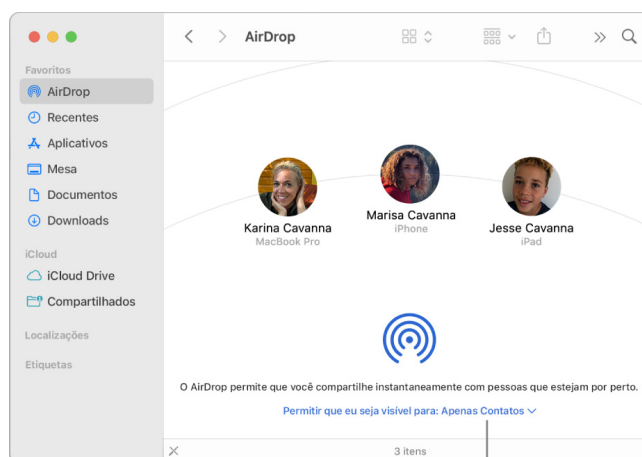 AirDrop
Favoritos
AirDrop
Recentes
Aplicativos
Mesa
Documentos
Downloads
iCloud
iCloud Drive
Compartilhados
Localizações
Etiquetas
Karina Cavanna
MacBook Pro
Marisa Cavanna
iPhone
Jesse Cavanna
iPad
O AirDrop permite que você compartilhe instantaneamente com pessoas que estejam por perto.
Permitir que eu seja visível para: Apenas Contatos
3 itens